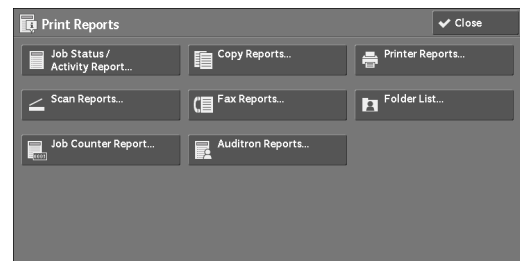 Print Reports
Close
Job Status /
Activity Report...
Copy Reports...
Printer Reports...
Scan Reports...
Fax Reports...
Folder List...
Job Counter Report...
Auditron Reports...